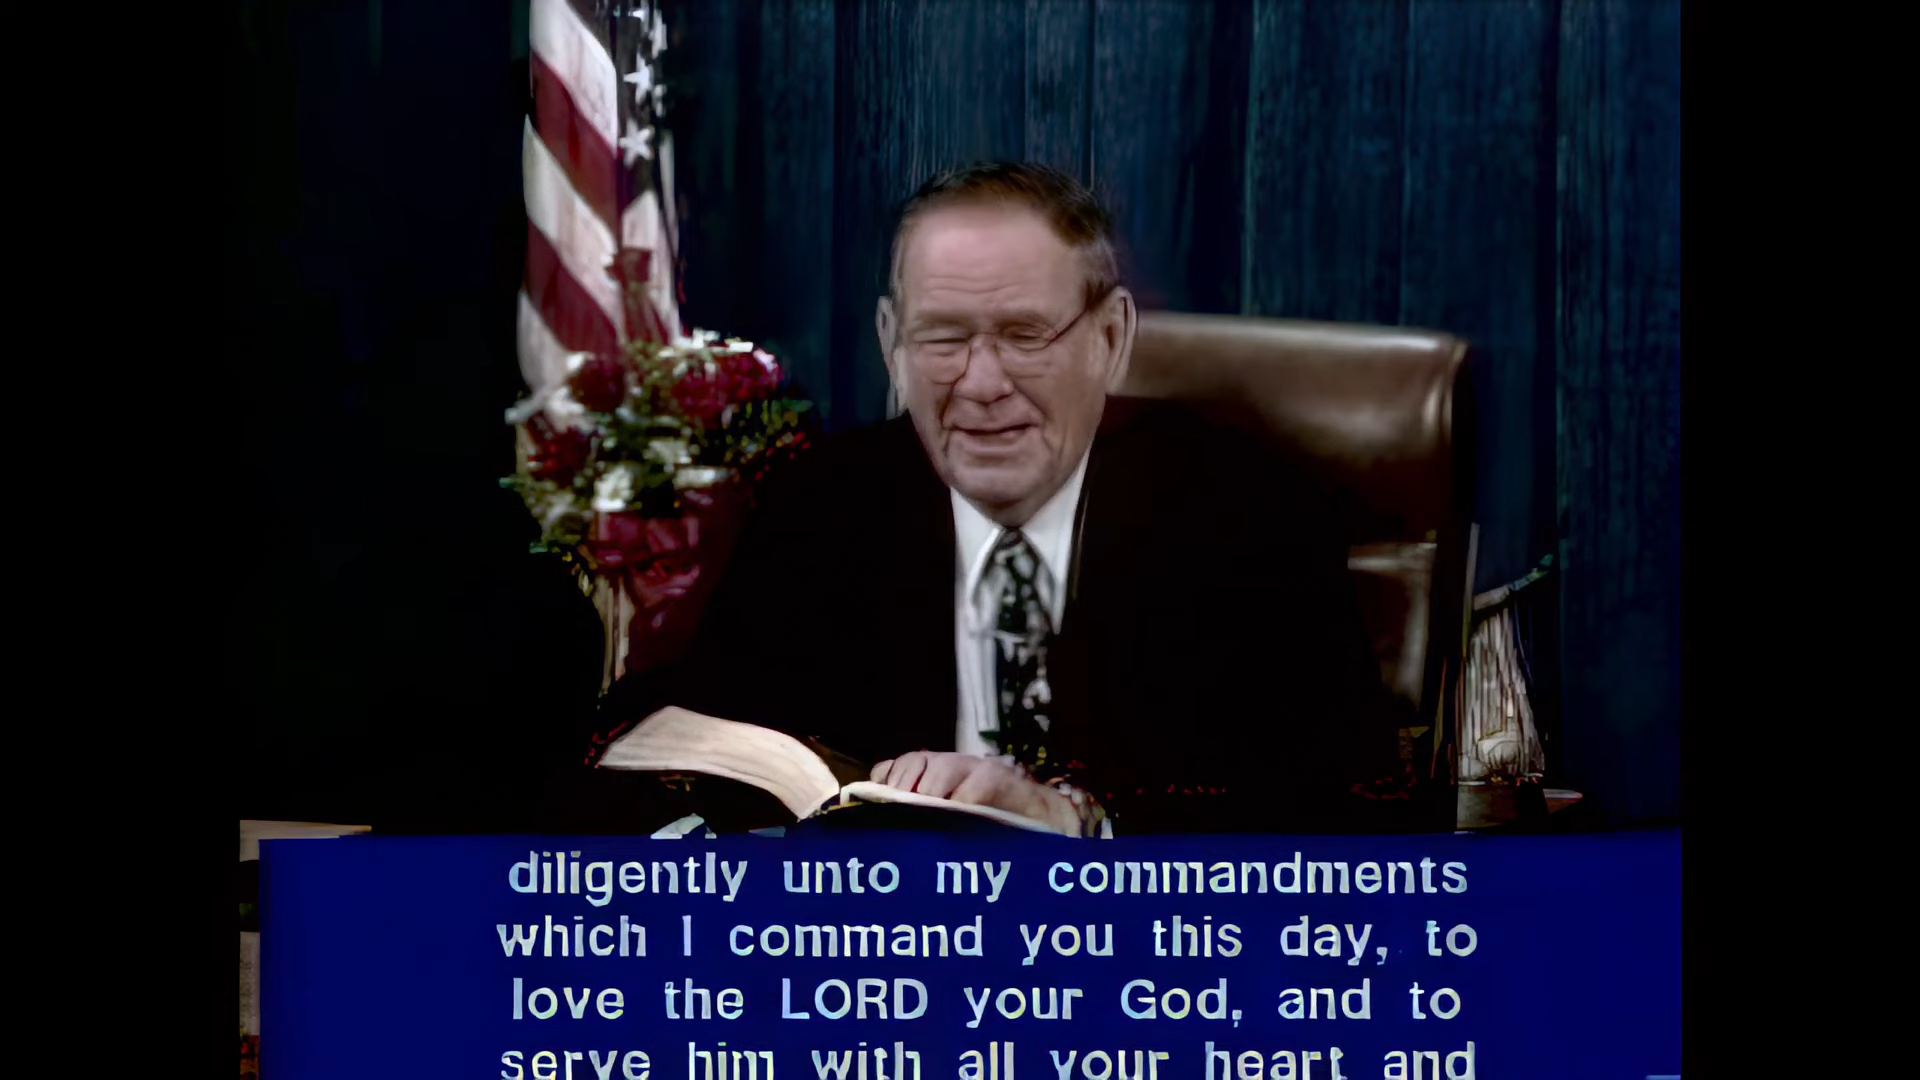 diligently unto my commandments
which I command you this day, to
love the LORD your God, and to
serve him with all your heart and